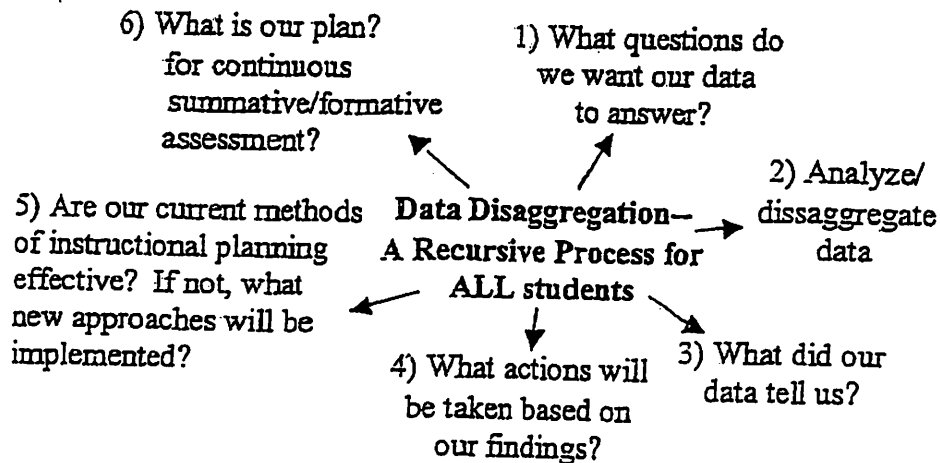 6) What is our plan?
for continuous
summative/formative
assessment?
1) What questions do
we want our data
to answer?
2) Analyze/
dissaggregate
data
5) Are our current methods
of instructional planning
effective? If not, what
new approaches will be
implemented?
Data Disaggregation–
A Recursive Process for
ALL students
4) What actions will
be taken based on
our findings?
3) What did our
data tell us?